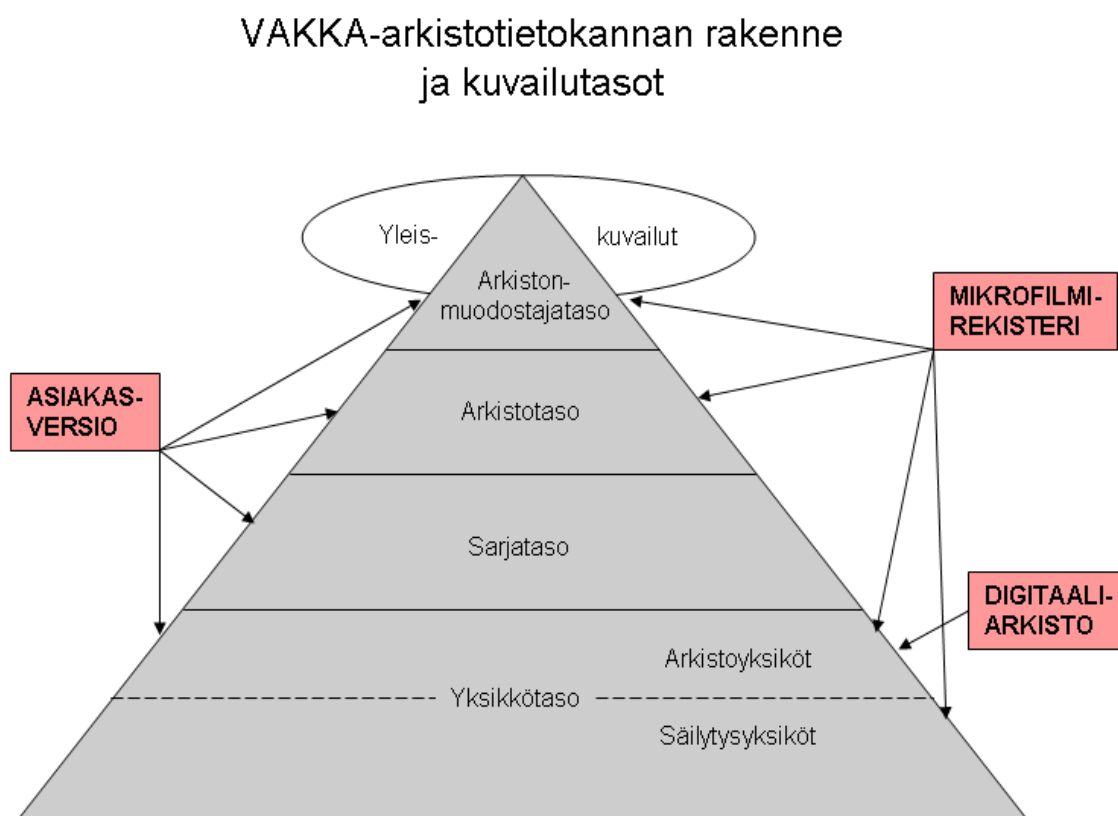 VAKKA-arkistotietokannan rakenne
ja kuvailutasot
Yleis-
kuvailut
Arkiston-
muodostajataso
MIKROFILMI-
REKISTERI
ASIAKAS-
VERSIO
Arkistotaso
Sarjataso
DIGITAALI-
ARKISTO
Arkistoyksiköt
Yksikkötaso
Säilytysyksiköt